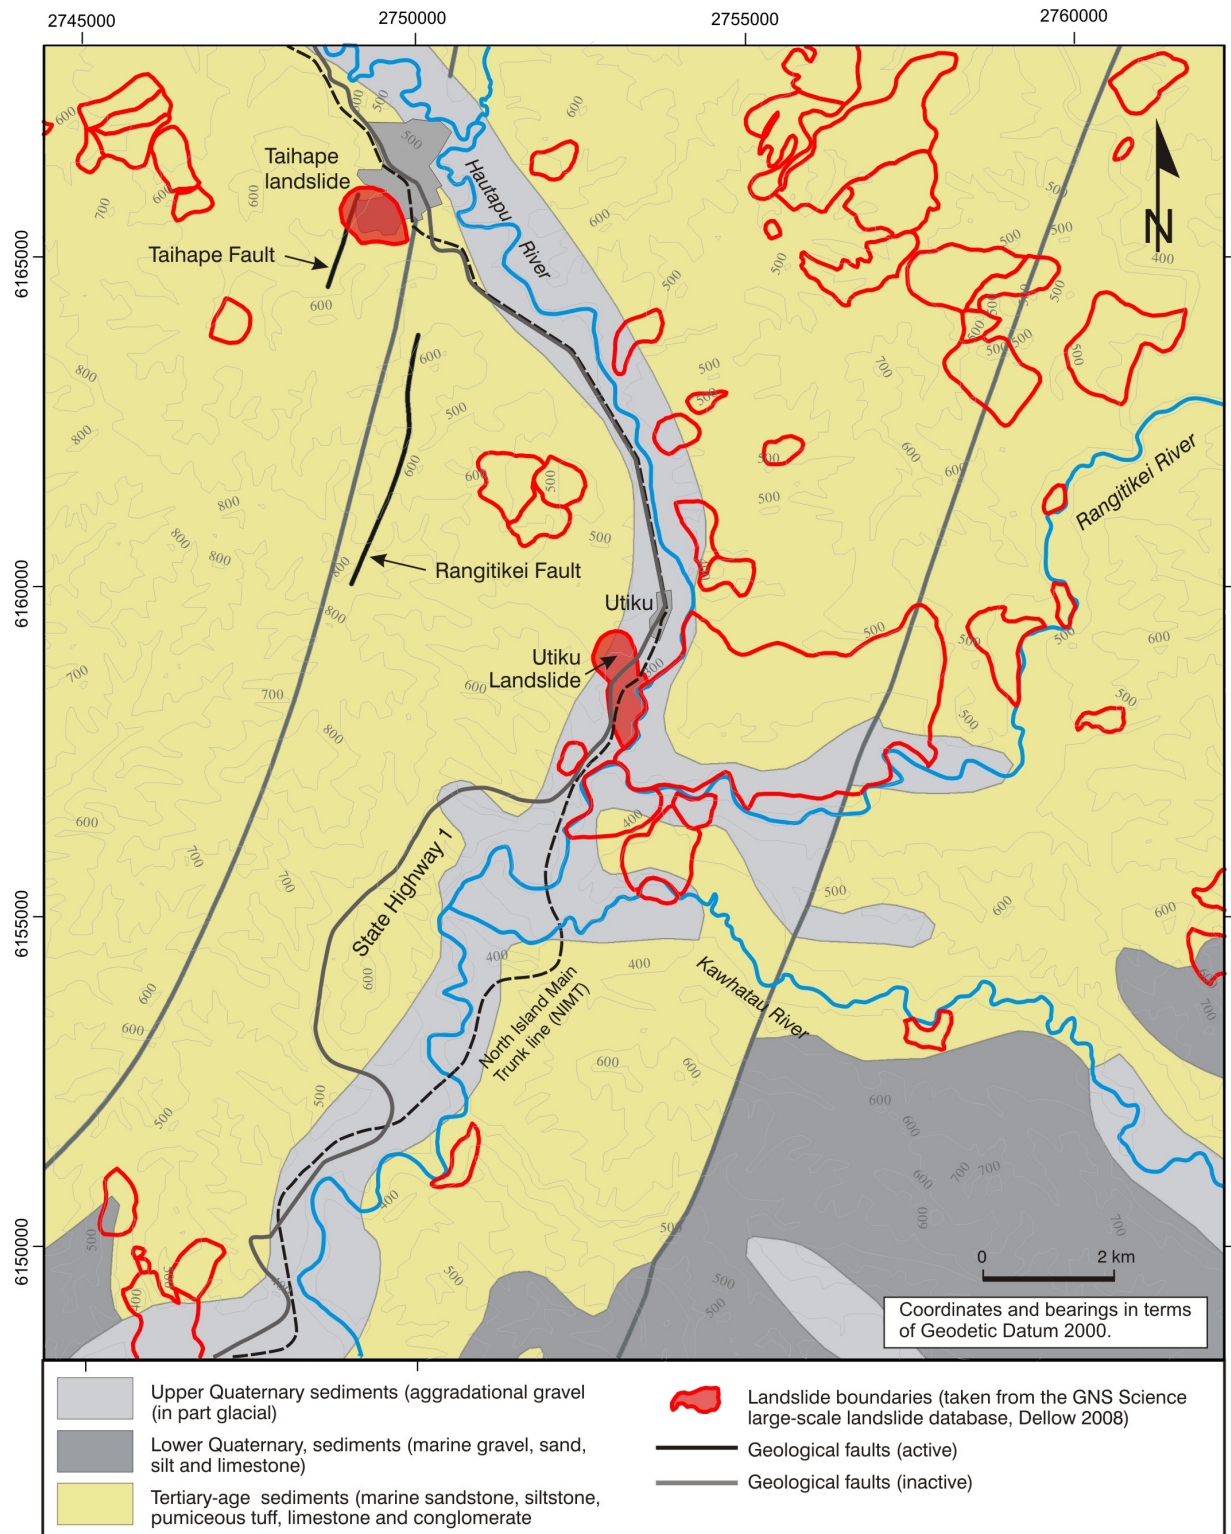 2745000
2750000
2755000
2760000
6165000
6160000
6155000
6150000
Taihape
landslide
Taihape Fault
Hautapu
River
N
Rangitikei River
Rangitikei Fault
Utiku
Utiku
Landslide
State Highway 1
North Island Main
Trunk line (NIMT)
Kawhatau River
0 2 km
Coordinates and bearings in terms
of Geodetic Datum 2000.
Upper Quaternary sediments (aggradational gravel
(in part glacial)
Lower Quaternary, sediments (marine gravel, sand,
silt and limestone)
Tertiary-age sediments (marine sandstone, siltstone,
pumiceous tuff, limestone and conglomerate
Landslide boundaries (taken from the GNS Science
large-scale landslide database, Dellow 2008)
Geological faults (active)
Geological faults (inactive)